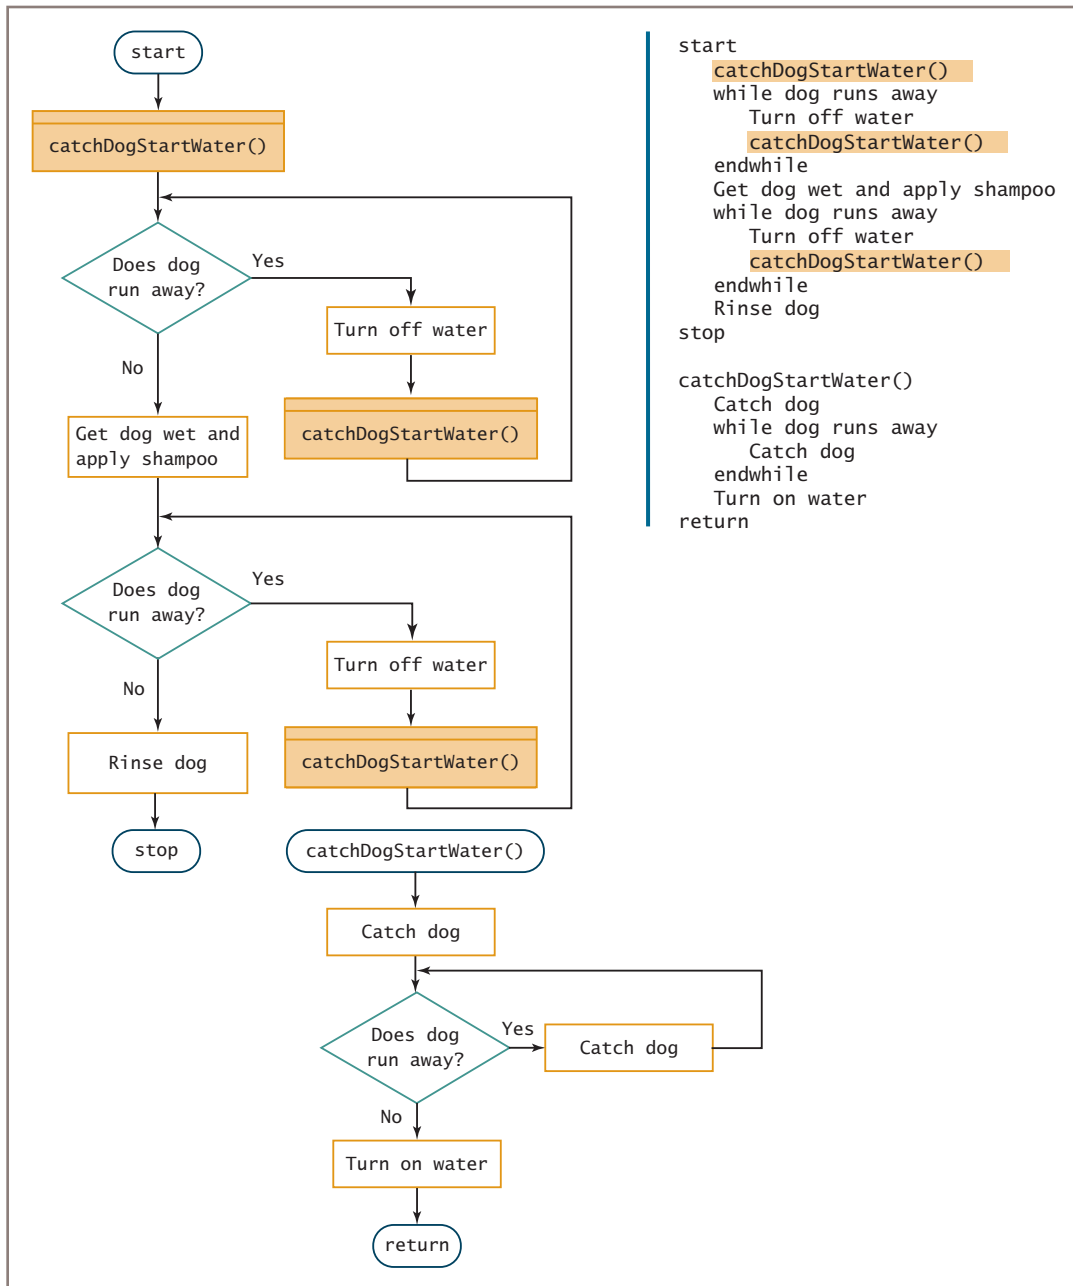 start
catchDogStartWater()
Does dog
run away?
Yes
Turn off water
catchDogStartWater()
No
Get dog wet and
apply shampoo
Does dog
run away?
Yes
Turn off water
catchDogStartWater()
No
Rinse dog
stop
catchDogStartWater()
Catch dog
Does dog
run away?
Yes
Catch dog
No
Turn on water
return
start
catchDogStartWater()
while dog runs away
Turn off water
catchDogStartWater()
endwhile
Get dog wet and apply shampoo
while dog runs away
Turn off water
catchDogStartWater()
endwhile
Rinse dog
stop
catchDogStartWater()
Catch dog
while dog runs away
Catch dog
endwhile
Turn on water
return